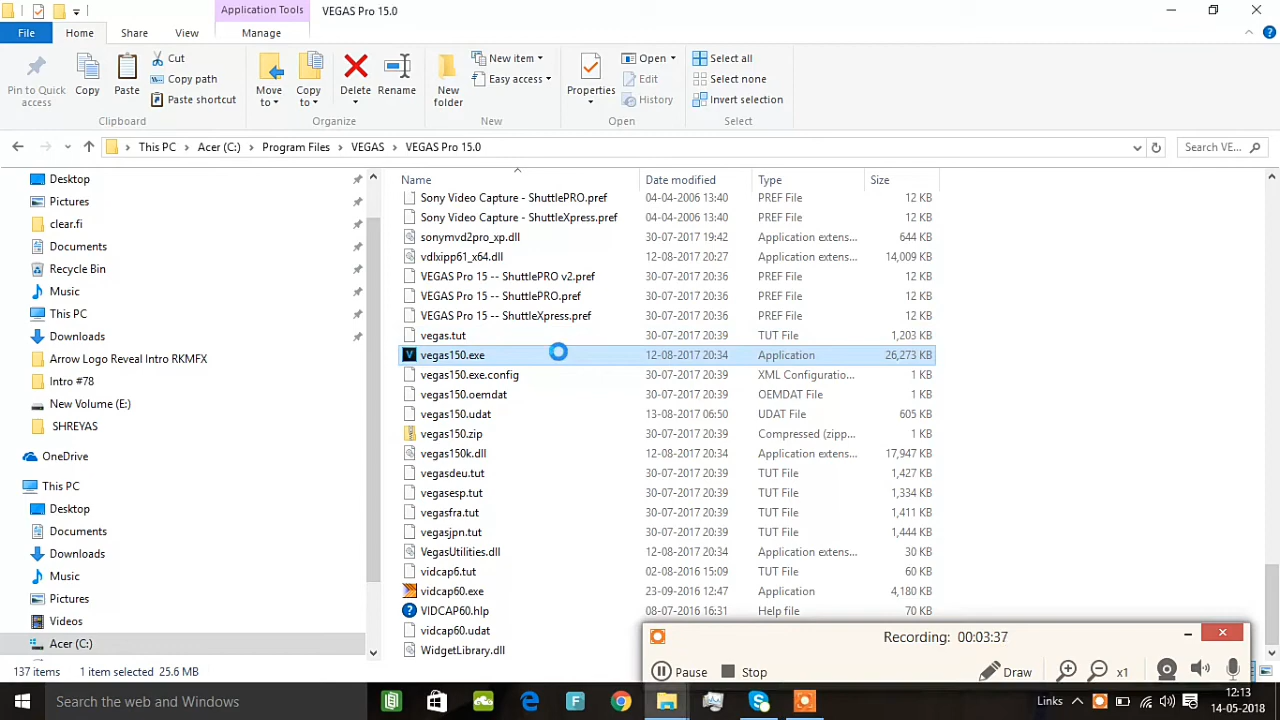 Application Tools
VEGAS Pro 15.0
File
Home
Share
View
Manage
Pin to Quick access
Copy
Paste
Cut
Copy path
Paste shortcut
Clipboard
Move to
Copy to
Delete
Rename
Organize
New folder
New item
Easy access
New
Properties
Open
Edit
History
Open
Select all
Select none
Invert selection
Select
This PC
Acer (C:)
Program Files
VEGAS
VEGAS Pro 15.0
Search VE...
Desktop
Pictures
clear.fi
Documents
Recycle Bin
Music
This PC
Downloads
Arrow Logo Reveal Intro RKMFX
Intro #78
New Volume (E:)
SHREYAS
OneDrive
This PC
Desktop
Documents
Downloads
Music
Pictures
Videos
Acer (C:)
Name Date modified Type Size
Sony Video Capture - ShuttlePRO.pref 04-04-2006 13:40 PREF File 12 KB
Sony Video Capture - ShuttleXpress.pref 04-04-2006 13:40 PREF File 12 KB
sonymvd2pro_xp.dll 30-07-2017 19:42 Application extens... 644 KB
vdlxipp61_x64.dll 12-08-2017 20:27 Application extens... 14,009 KB
VEGAS Pro 15 -- ShuttlePRO v2.pref 30-07-2017 20:36 PREF File 12 KB
VEGAS Pro 15 -- ShuttlePRO.pref 30-07-2017 20:36 PREF File 12 KB
VEGAS Pro 15 -- ShuttleXpress.pref 30-07-2017 20:36 PREF File 12 KB
vegas.tut 30-07-2017 20:39 TUT File 1,203 KB
vegas150.exe 12-08-2017 20:34 Application 26,273 KB
vegas150.exe.config 30-07-2017 20:39 XML Configuratio... 1 KB
vegas150.oemdat 30-07-2017 20:39 OEMDAT File 1 KB
vegas150.udat 13-08-2017 06:50 UDAT File 605 KB
vegas150.zip 30-07-2017 20:39 Compressed (zipp... 1 KB
vegas150k.dll 12-08-2017 20:34 Application extens... 17,947 KB
vegasdeu.tut 30-07-2017 20:39 TUT File 1,427 KB
vegasesp.tut 30-07-2017 20:39 TUT File 1,334 KB
vegasfra.tut 30-07-2017 20:39 TUT File 1,411 KB
vegasjpn.tut 30-07-2017 20:39 TUT File 1,444 KB
VegasUtilities.dll 12-08-2017 20:34 Application extens... 30 KB
vidcap6.tut 02-08-2016 15:09 TUT File 60 KB
vidcap60.exe 23-09-2016 12:47 Application 4,180 KB
VIDCAP60.hlp 08-07-2016 16:31 Help file 70 KB
vidcap60.udat
WidgetLibrary.dll
Recording: 00:03:37
Pause
Stop
Draw
x1
137 items 1 item selected 25.6 MB
Search the web and Windows
Links
12:13
14-05-2018